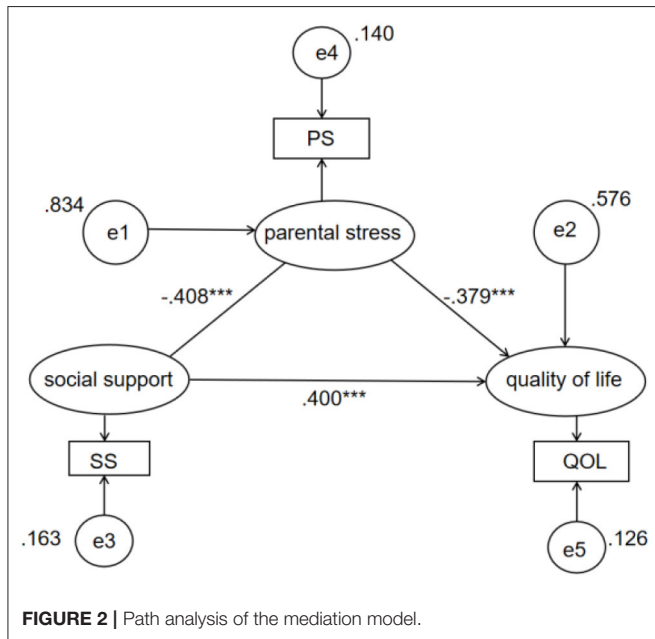 .140
e4
PS
.834
e1
parental stress
.576
e2
-.408***
-.379***
social support
quality of life
.400***
SS
QOL
.163
e3
e5
.126
FIGURE 2 | Path analysis of the mediation model.